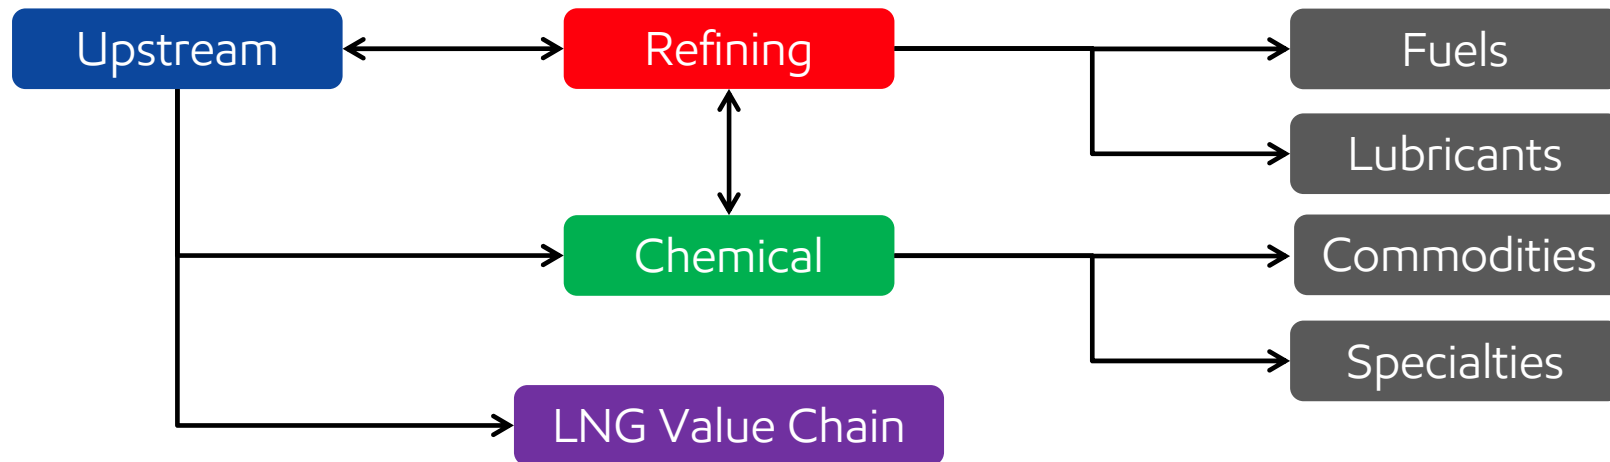 Upstream
Refining
Fuels
Lubricants
Chemical
Commodities
Specialties
LNG Value Chain